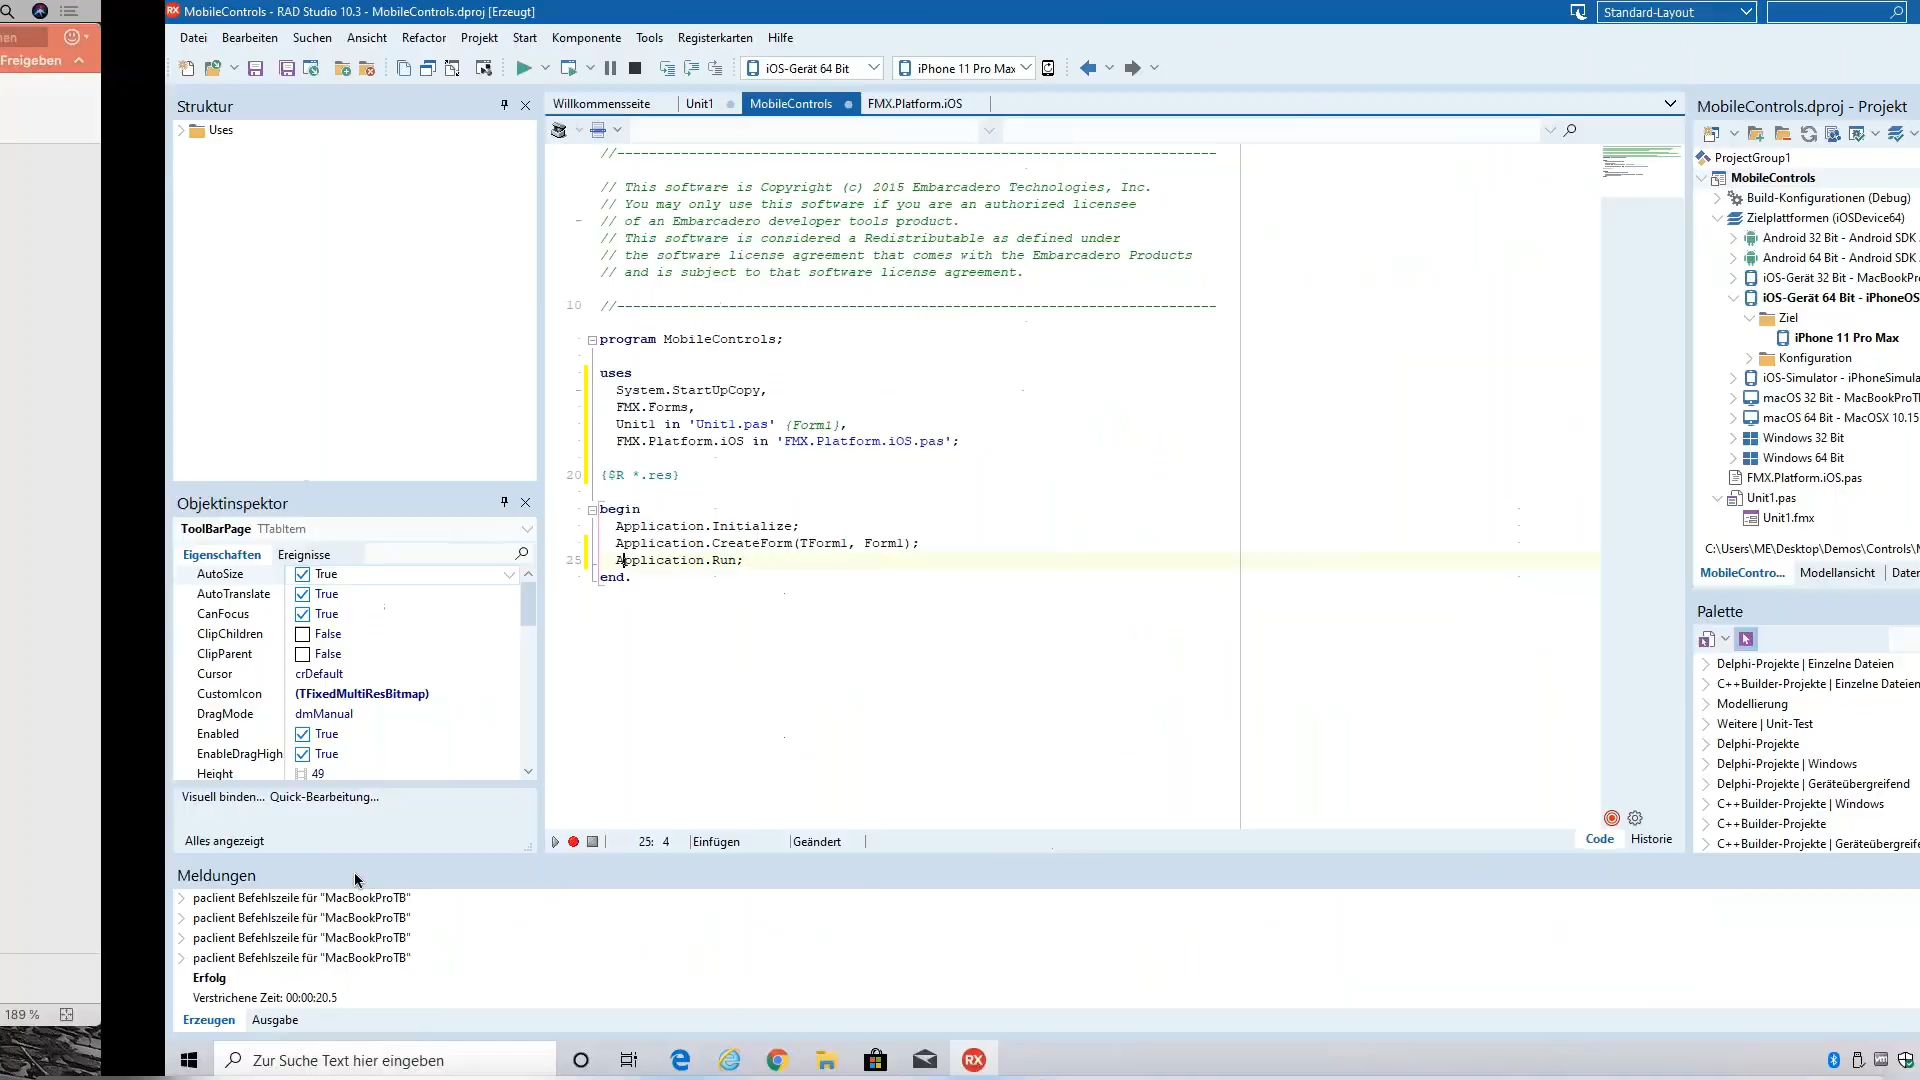 MobileControls - RAD Studio 10.3 - MobileControls.dproj [Erzeugt]
Standard-Layout
Datei Bearbeiten Suchen Ansicht Refactor Projekt Start Komponente Tools Registerkarten Hilfe
Freigeben
iOS-Gerät 64 Bit
iPhone 11 Pro Max
Struktur
Uses
Willkommensseite
Unit1
MobileControls
FMX.Platform.iOS
//---------------------------------------------------------------------------
// This software is Copyright (c) 2015 Embarcadero Technologies, Inc.
// You may only use this software if you are an authorized licensee
// of an Embarcadero developer tools product.
// This software is considered a Redistributable as defined under
// the software license agreement that comes with the Embarcadero Products
// and is subject to that software license agreement.
10 //---------------------------------------------------------------------------
program MobileControls;
uses
System.StartUpCopy,
FMX.Forms,
Unit1 in 'Unit1.pas' {Form1},
FMX.Platform.iOS in 'FMX.Platform.iOS.pas';
20 {$R *.res}
begin
Application.Initialize;
Application.CreateForm(TForm1, Form1);
25 Application.Run;
end.
25: 4
Einfügen
Geändert
Code
Historie
Objektinspektor
ToolBarPage TTabItem
Eigenschaften Ereignisse
AutoSize True
AutoTranslate True
CanFocus True
ClipChildren False
ClipParent False
Cursor crDefault
CustomIcon (TFixedMultiResBitmap)
DragMode dmManual
Enabled True
EnableDragHigh True
Height 49
Visuell binden... Quick-Bearbeitung...
Alles angezeigt
MobileControls.dproj - Projekt
ProjectGroup1
MobileControls
Build-Konfigurationen (Debug)
Zielplattformen (iOSDevice64)
Android 32 Bit - Android SDK
Android 64 Bit - Android SDK
iOS-Gerät 32 Bit - MacBookPr
iOS-Gerät 64 Bit - iPhoneOS
Ziel
iPhone 11 Pro Max
Konfiguration
iOS-Simulator - iPhoneSimula
macOS 32 Bit - MacBookProT
macOS 64 Bit - MacOSX 10.15
Windows 32 Bit
Windows 64 Bit
FMX.Platform.iOS.pas
Unit1.pas
Unit1.fmx
C:\Users\ME\Desktop\Demos\Controls\M
MobileContro... Modellansicht Daten
Palette
Delphi-Projekte | Einzelne Dateien
C++Builder-Projekte | Einzelne Dateien
Modellierung
Weitere | Unit-Test
Delphi-Projekte
Delphi-Projekte | Windows
Delphi-Projekte | Geräteübergreifend
C++Builder-Projekte | Windows
C++Builder-Projekte
C++Builder-Projekte | Geräteübergreife
Meldungen
paclient Befehlszeile für "MacBookProTB"
paclient Befehlszeile für "MacBookProTB"
paclient Befehlszeile für "MacBookProTB"
paclient Befehlszeile für "MacBookProTB"
Erfolg
Verstrichene Zeit: 00:00:20.5
Erzeugen Ausgabe
189 %
Zur Suche Text hier eingeben
RX